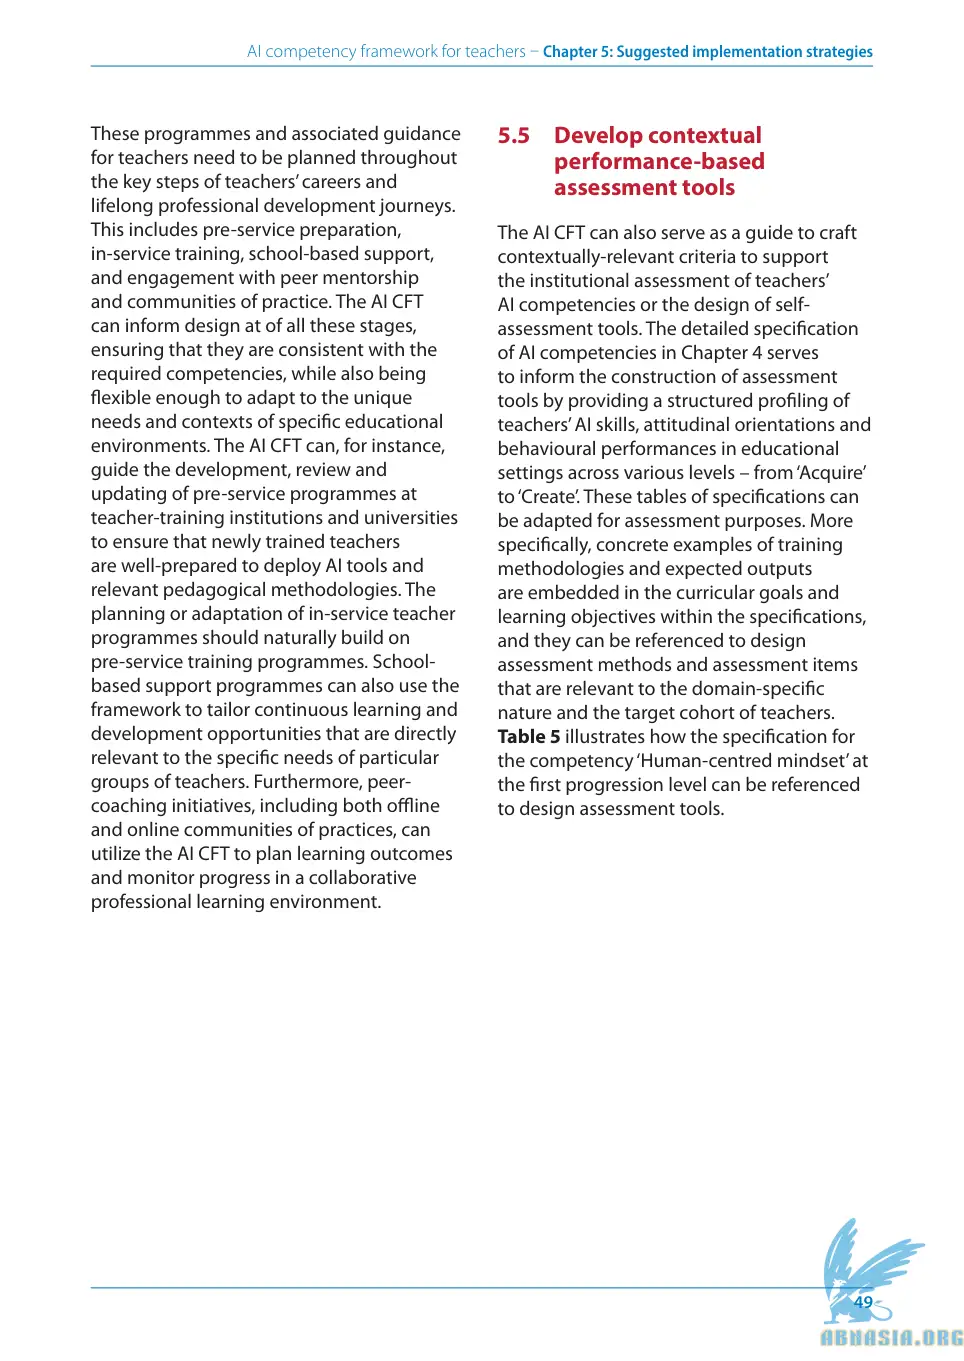 AI competency framework for teachers – Chapter 5: Suggested implementation strategies
These programmes and associated guidance
for teachers need to be planned throughout
the key steps of teachers’ careers and
lifelong professional development journeys.
This includes pre-service preparation,
in-service training, school-based support,
and engagement with peer mentorship
and communities of practice. The AI CFT
can inform design at of all these stages,
ensuring that they are consistent with the
required competencies, while also being
flexible enough to adapt to the unique
needs and contexts of specific educational
environments. The AI CFT can, for instance,
guide the development, review and
updating of pre-service programmes at
teacher-training institutions and universities
to ensure that newly trained teachers
are well-prepared to deploy AI tools and
relevant pedagogical methodologies. The
planning or adaptation of in-service teacher
programmes should naturally build on
pre-service training programmes. School-
based support programmes can also use the
framework to tailor continuous learning and
development opportunities that are directly
relevant to the specific needs of particular
groups of teachers. Furthermore, peer-
coaching initiatives, including both offline
and online communities of practices, can
utilize the AI CFT to plan learning outcomes
and monitor progress in a collaborative
professional learning environment.
5.5 Develop contextual
performance-based
assessment tools
The AI CFT can also serve as a guide to craft
contextually-relevant criteria to support
the institutional assessment of teachers’
AI competencies or the design of self-
assessment tools. The detailed specification
of AI competencies in Chapter 4 serves
to inform the construction of assessment
tools by providing a structured profiling of
teachers’ AI skills, attitudinal orientations and
behavioural performances in educational
settings across various levels – from ‘Acquire’
to ‘Create’. These tables of specifications can
be adapted for assessment purposes. More
specifically, concrete examples of training
methodologies and expected outputs
are embedded in the curricular goals and
learning objectives within the specifications,
and they can be referenced to design
assessment methods and assessment items
that are relevant to the domain-specific
nature and the target cohort of teachers.
Table 5 illustrates how the specification for
the competency ‘Human-centred mindset’ at
the first progression level can be referenced
to design assessment tools.
49
ABNASIA.ORG